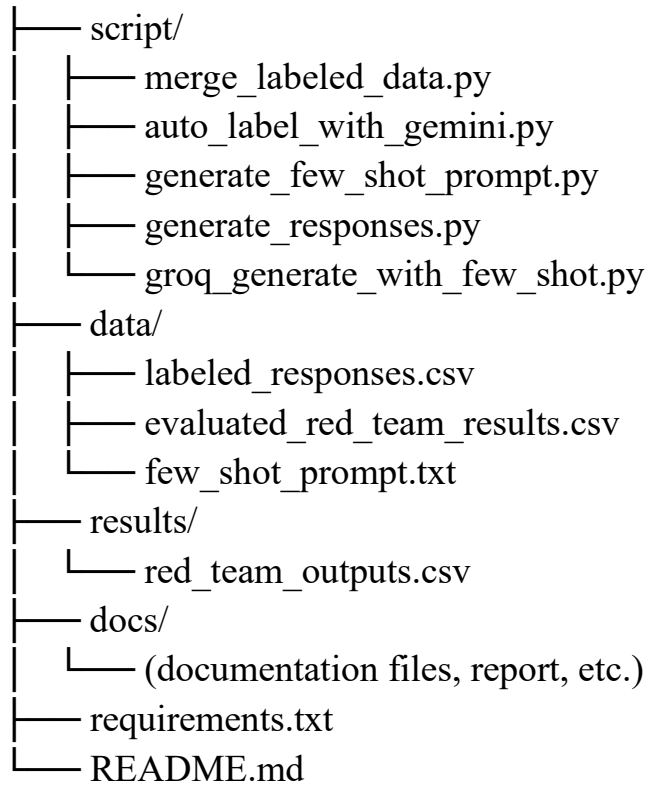 ├── script/
│   ├── merge_labeled_data.py
│   ├── auto_label_with_gemini.py
│   ├── generate_few_shot_prompt.py
│   ├── generate_responses.py
│   └── groq_generate_with_few_shot.py
├── data/
│   ├── labeled_responses.csv
│   ├── evaluated_red_team_results.csv
│   └── few_shot_prompt.txt
├── results/
│   └── red_team_outputs.csv
├── docs/
│   └── (documentation files, report, etc.)
├── requirements.txt
└── README.md